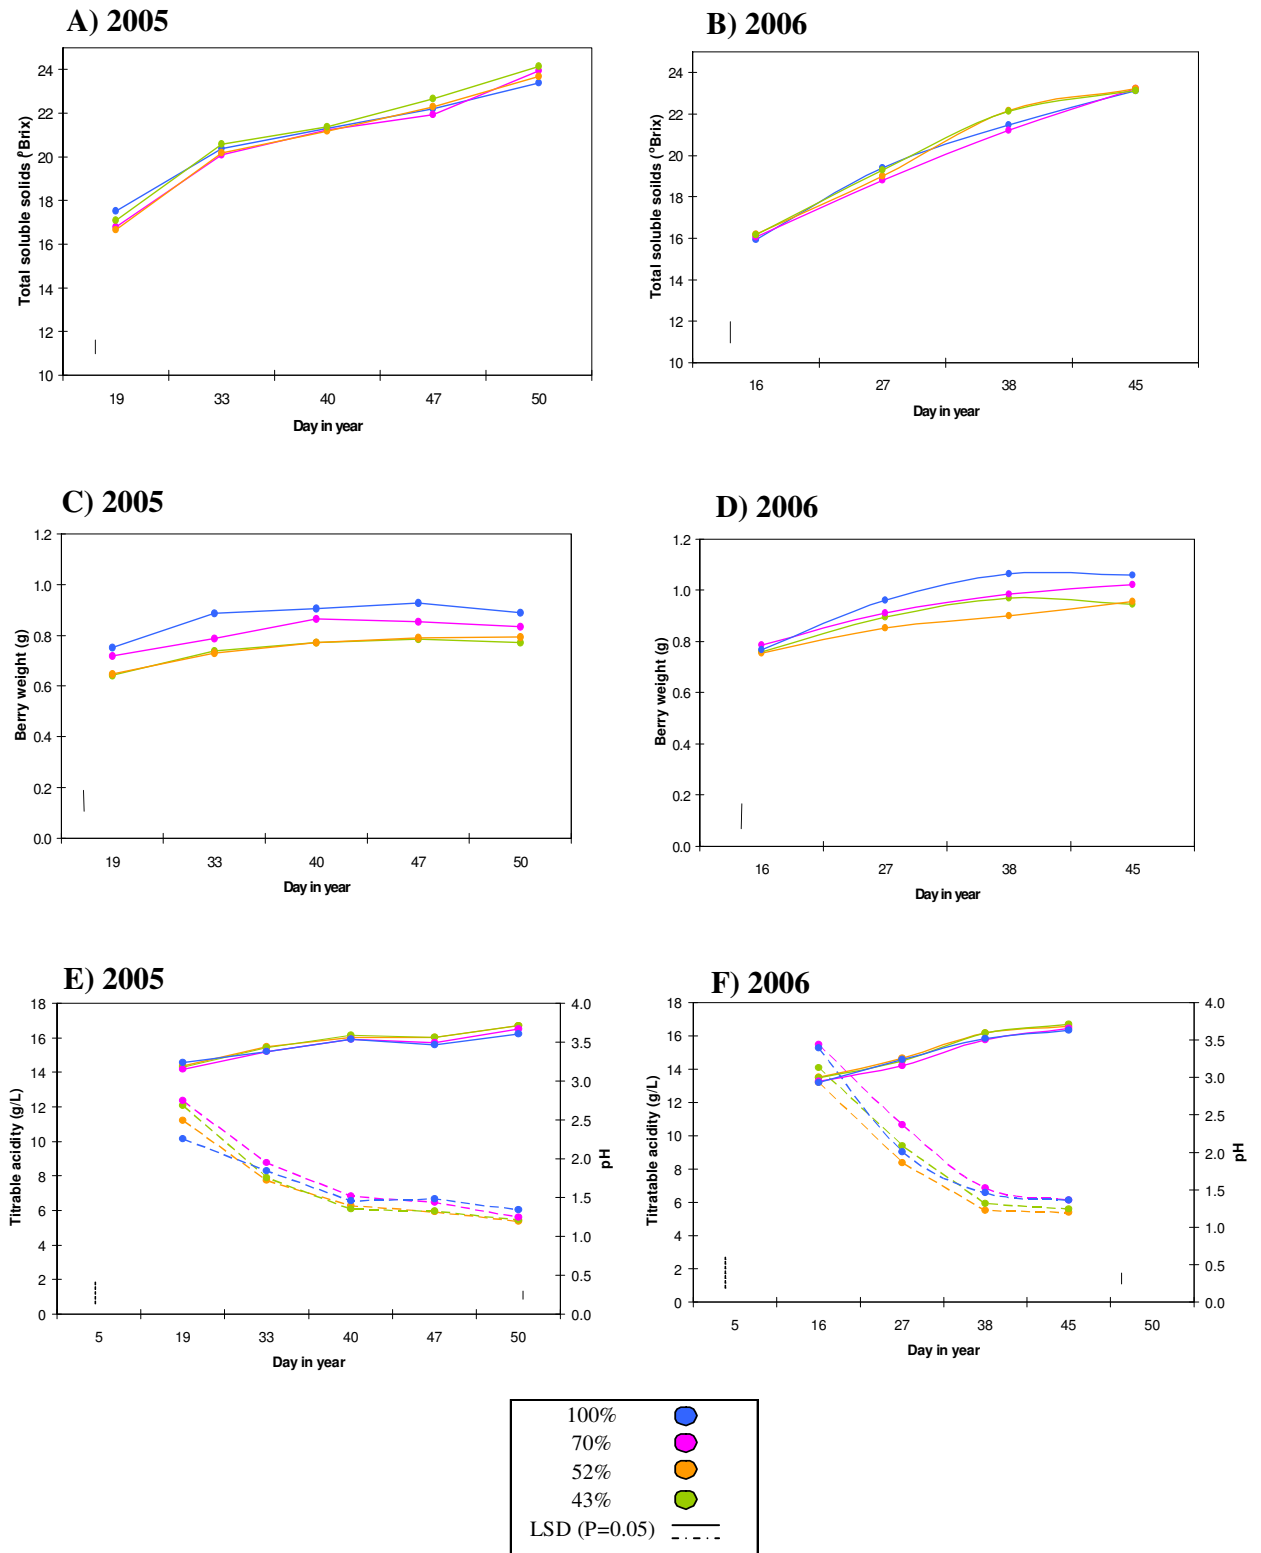 A) 2005
24
22
20
18
16
14
12
10
Total soluble solids (ºBrix)
19 33 40 47 50
Day in year
B) 2006
24
22
20
18
16
14
12
10
Total soluble soilds (ºBrix)
16 27 38 45
Day in year
C) 2005
1.2
1.0
0.8
0.6
0.4
0.2
0.0
Berry weight (g)
19 33 40 47 50
Day in year
D) 2006
1.2
1.0
0.8
0.6
0.4
0.2
0.0
Berry weight (g)
16 27 38 45
Day in year
E) 2005
18
16
14
12
10
8
6
4
2
0
Titrable acidity (g/L)
4.0
3.5
3.0
2.5
2.0
1.5
1.0
0.5
0.0
pH
5 19 33 40 47 50
Day in year
F) 2006
18
16
14
12
10
8
6
4
2
0
Titratable acidity (g/L)
4.0
3.5
3.0
2.5
2.0
1.5
1.0
0.5
0.0
pH
5 16 27 38 45 50
Day in year
100%
70%
52%
43%
LSD (P=0.05)